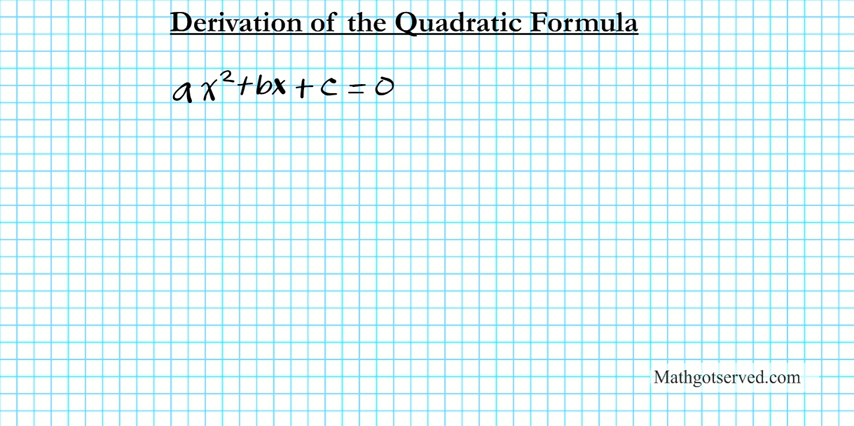 Derivation of the Quadratic Formula
ax²+bx+c=0
Mathgotserved.com